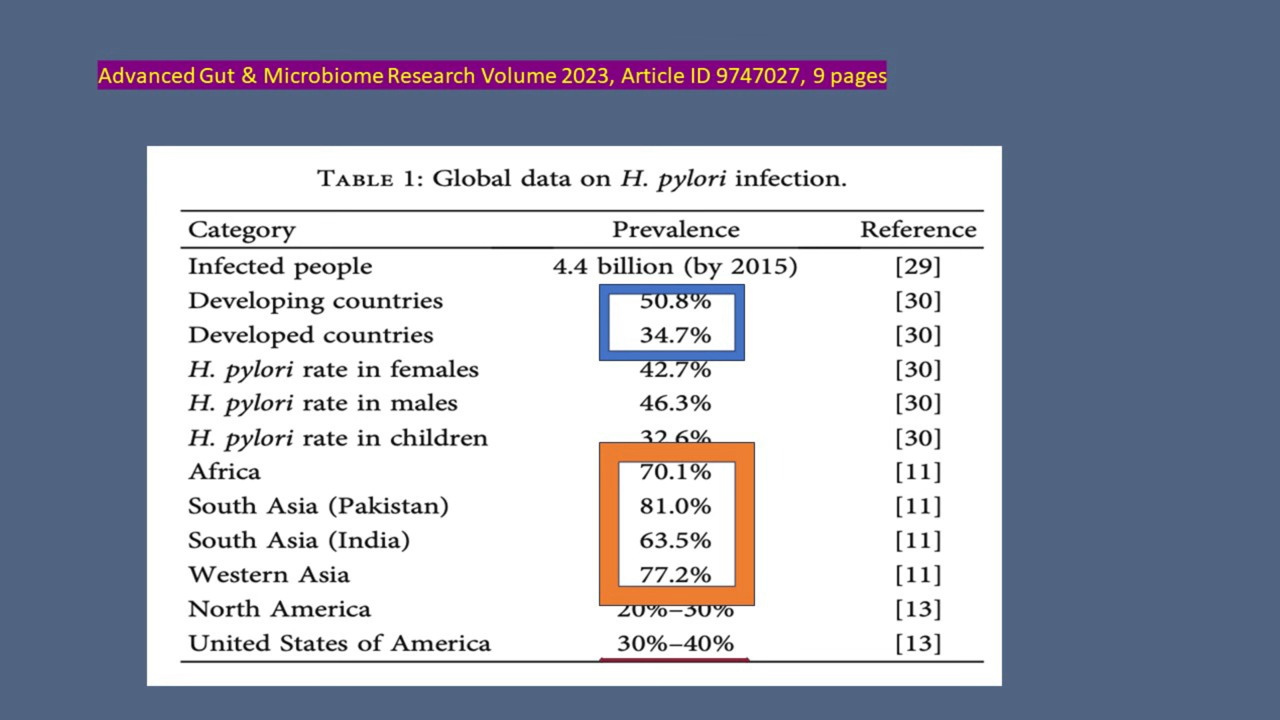 Advanced Gut & Microbiome Research Volume 2023, Article ID 9747027, 9 pages
TABLE 1: Global data on H. pylori infection.
Category Prevalence Reference
Infected people 4.4 billion (by 2015) [29]
Developing countries 50.8% [30]
Developed countries 34.7% [30]
H. pylori rate in females 42.7% [30]
H. pylori rate in males 46.3% [30]
H. pylori rate in children 32.6% [30]
Africa 70.1% [11]
South Asia (Pakistan) 81.0% [11]
South Asia (India) 63.5% [11]
Western Asia 77.2% [11]
North America 20%–30% [13]
United States of America 30%–40% [13]